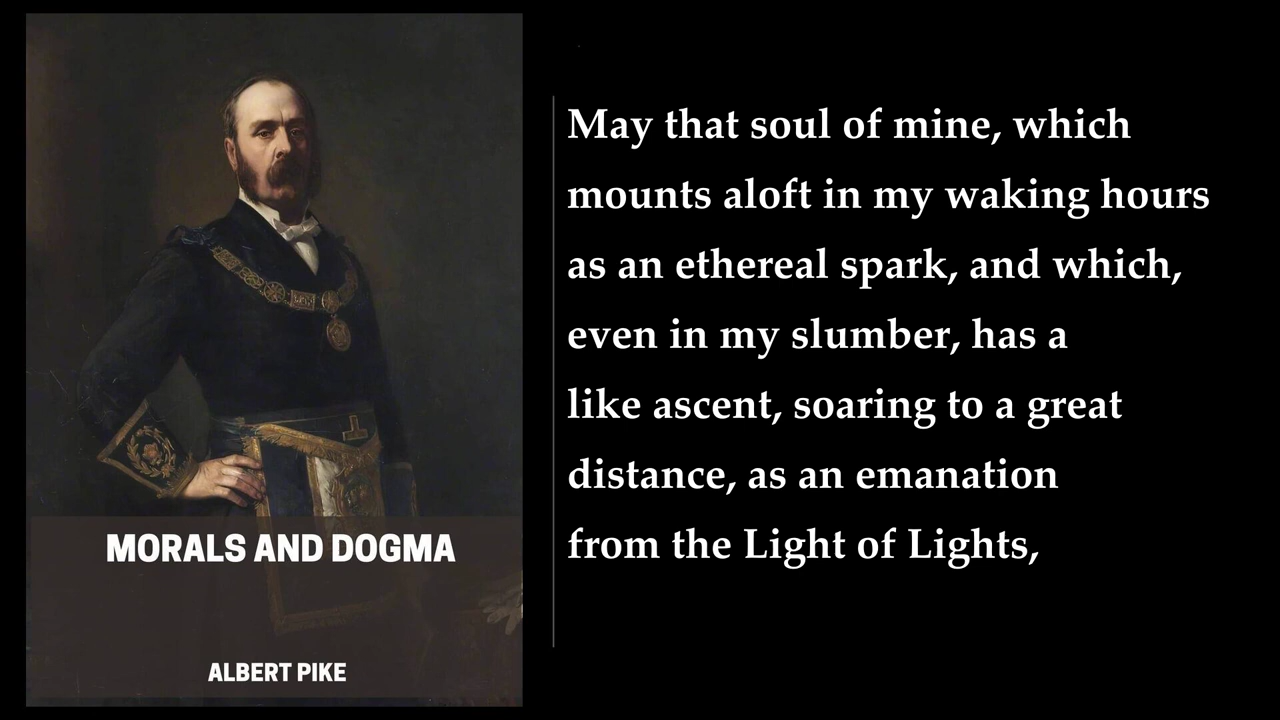 MORALS AND DOGMA
ALBERT PIKE
May that soul of mine, which
mounts aloft in my waking hours
as an ethereal spark, and which,
even in my slumber, has a
like ascent, soaring to a great
distance, as an emanation
from the Light of Lights,